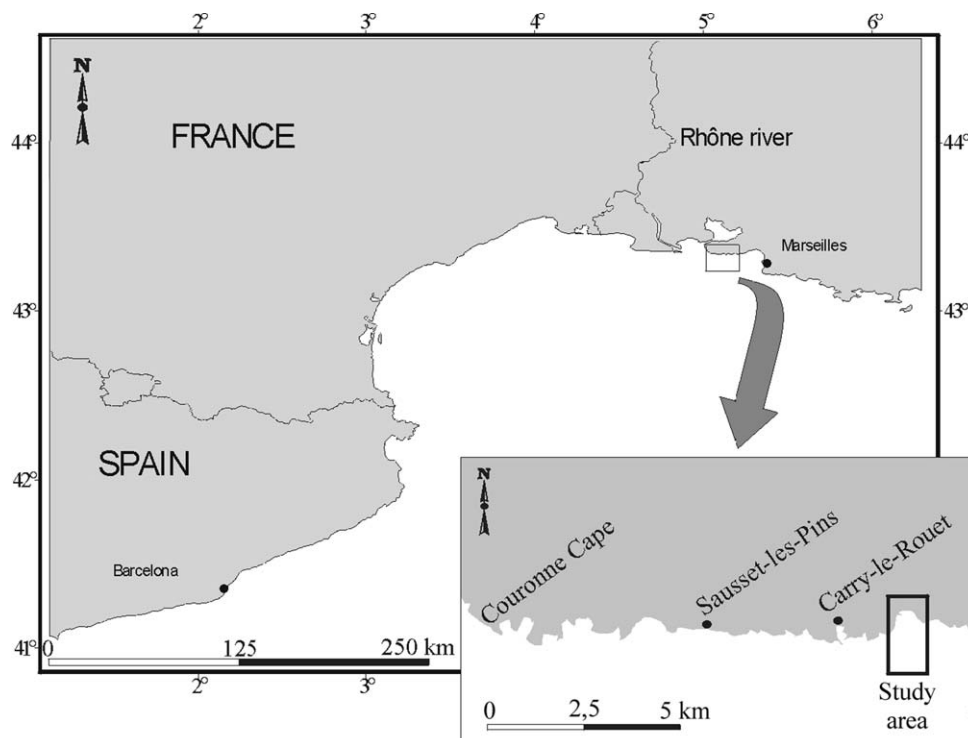 2° 3° 4° 5° 6°
N
FRANCE
Rhône river
44° 44°
Marseilles
43° 43°
SPAIN
42°
N
Couronne Cape
Sausset-les-Pins
Carry-le-Rouet
Barcelona
41°
0 125 250 km
2° 3°
Study
area
0 2,5 5 km